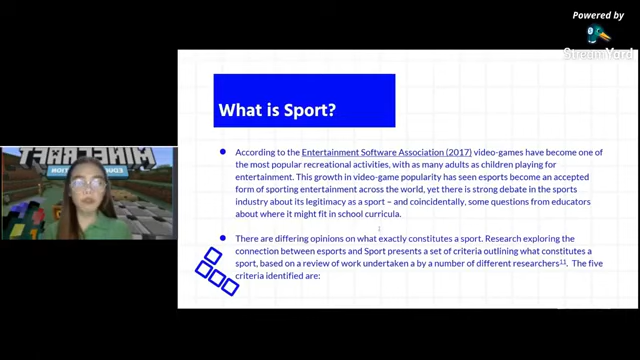 Powered by
StreamYard
What is Sport?
MINECRAFT
EDUCATION
According to the Entertainment Software Association (2017) video-games have become one of
the most popular recreational activities, with as many adults as children playing for
entertainment. This growth in video-game popularity has seen esports become an accepted
form of sporting entertainment across the world, yet there is strong debate in the sports
industry about its legitimacy as a sport – and coincidentally, some questions from educators
about where it might fit in school curricula.
There are differing opinions on what exactly constitutes a sport. Research exploring the
connection between esports and Sport presents a set of criteria outlining what constitutes a
sport, based on a review of work undertaken a by a number of different researchers11. The five
criteria identified are: